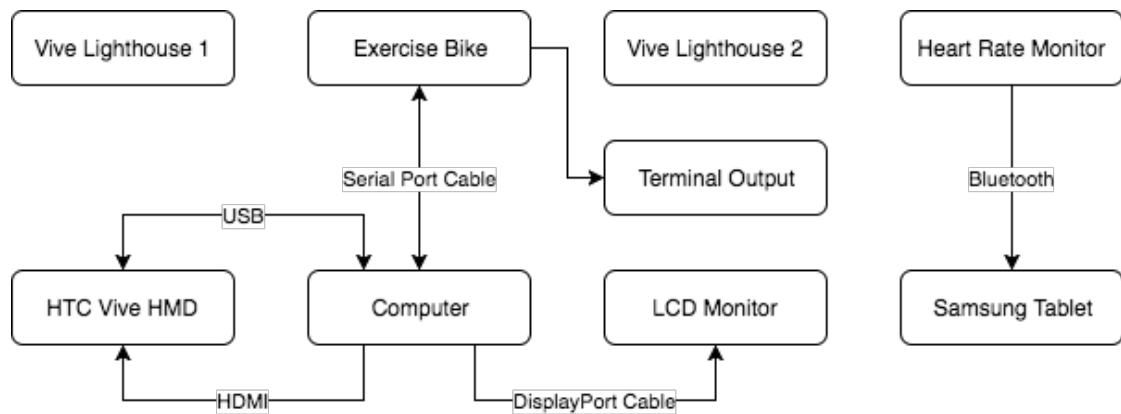 Vive Lighthouse 1
Exercise Bike
Vive Lighthouse 2
Heart Rate Monitor
Serial Port Cable
Terminal Output
Bluetooth
USB
HTC Vive HMD
Computer
LCD Monitor
Samsung Tablet
HDMI
DisplayPort Cable